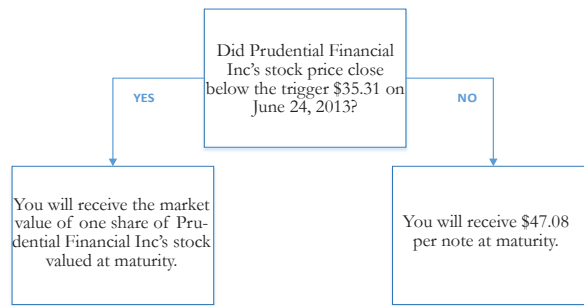 Did Prudential Financial
Inc's stock price close
below the trigger $35.31 on
June 24, 2013?
YES
NO
You will receive the market
value of one share of Pru-
dential Financial Inc's stock
valued at maturity.
You will receive $47.08
per note at maturity.